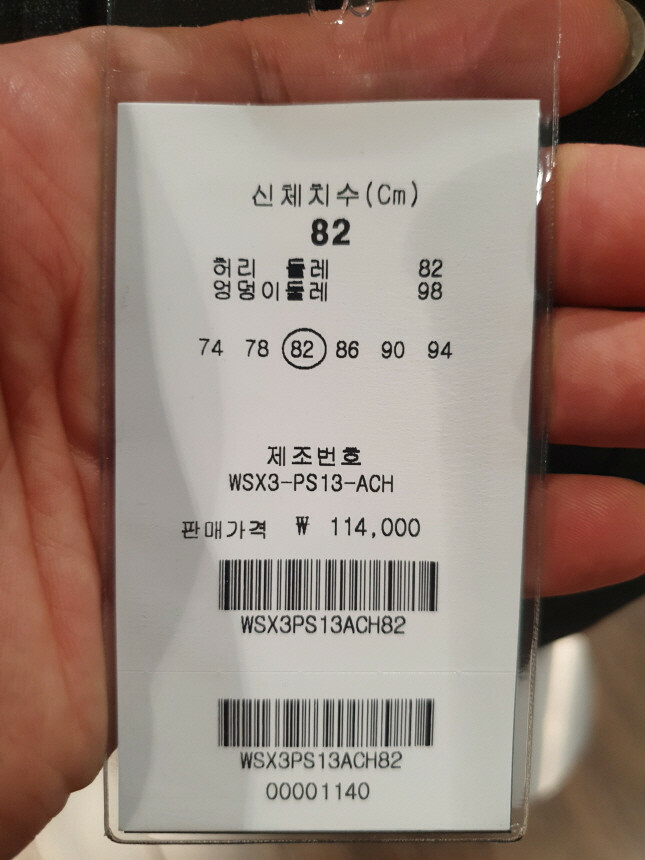 신체치수(Cm)
82
허리 둘레 82
엉덩이둘레 98
74 78 82 86 90 94
제조번호
WSX3-PS13-ACH
판매가격 ₩ 114,000
WSX3PS13ACH82
WSX3PS13ACH82
00001140